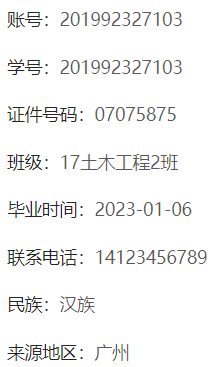 账号：201992327103
学号：201992327103
证件号码：07075875
班级：17土木工程2班
毕业时间：2023-01-06
联系电话：14123456789
民族：汉族
来源地区：广州